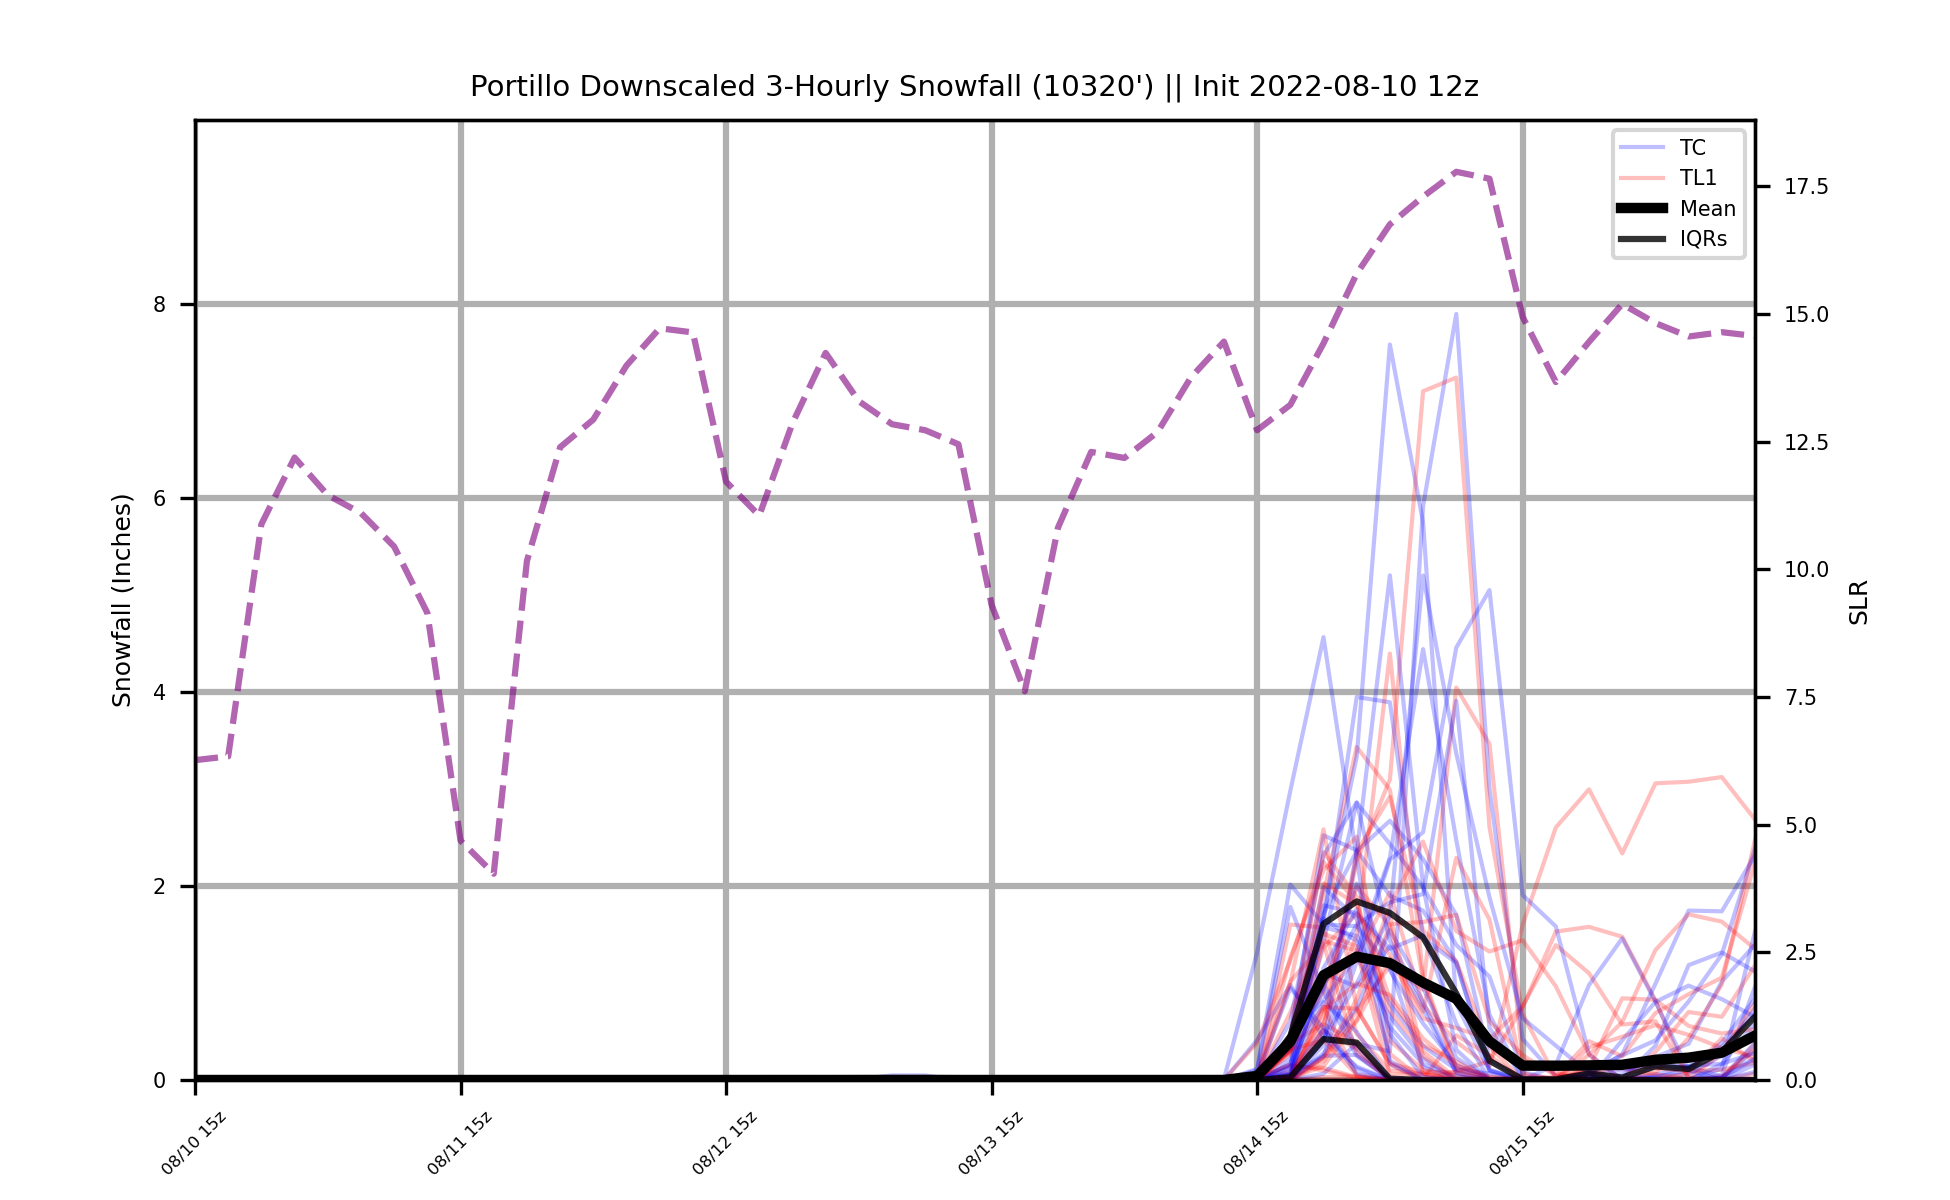 Portillo Downscaled 3-Hourly Snowfall (10320') || Init 2022-08-10 12z
TC
TL1
Mean
IQRs
Snowfall (Inches)
8
6
4
2
0
17.5
15.0
12.5
10.0
7.5
5.0
2.5
0.0
SLR
08/10 15z
08/11 15z
08/12 15z
08/13 15z
08/14 15z
08/15 15z